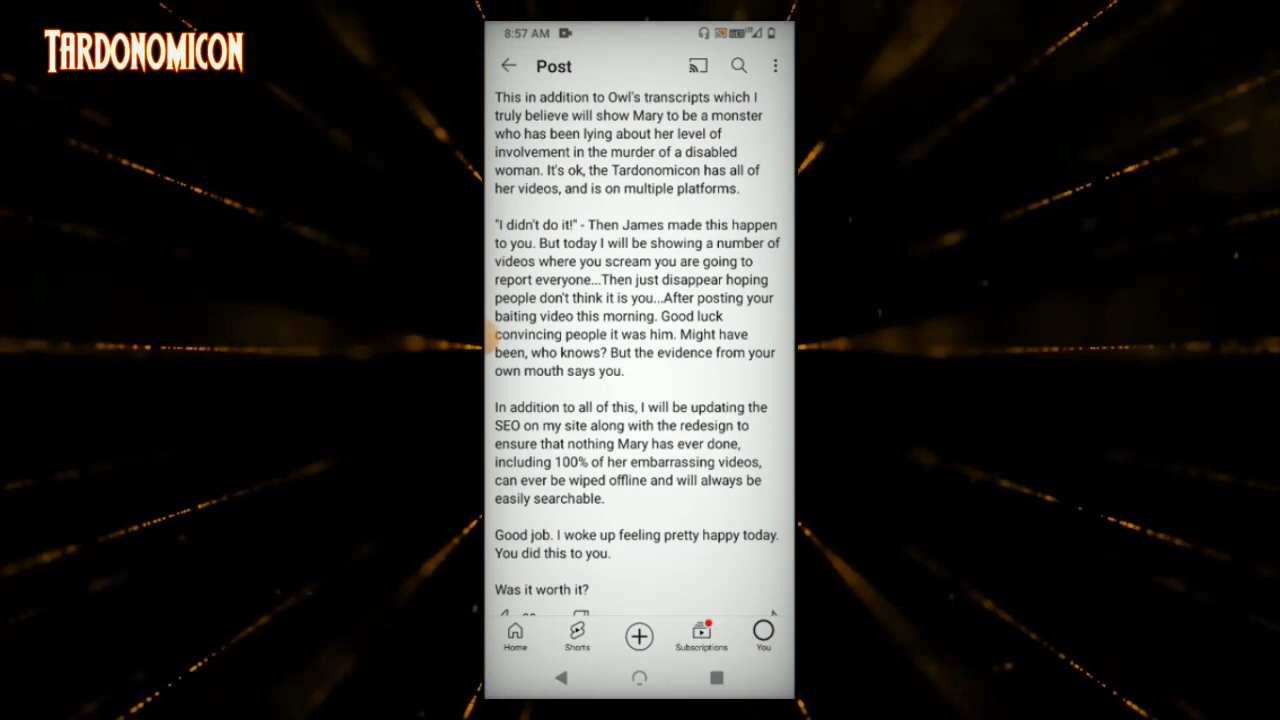 TARDONOMICON
8:57 AM
Post
This in addition to Owl's transcripts which I
truly believe will show Mary to be a monster
who has been lying about her level of
involvement in the murder of a disabled
woman. It's ok, the Tardonomicon has all of
her videos, and is on multiple platforms.
"I didn't do it!" - Then James made this happen
to you. But today I will be showing a number of
videos where you scream you are going to
report everyone...Then just disappear hoping
people don't think it is you...After posting your
baiting video this morning. Good luck
convincing people it was him. Might have
been, who knows? But the evidence from your
own mouth says you.
In addition to all of this, I will be updating the
SEO on my site along with the redesign to
ensure that nothing Mary has ever done,
including 100% of her embarrassing videos,
can ever be wiped offline and will always be
easily searchable.
Good job. I woke up feeling pretty happy today.
You did this to you.
Was it worth it?
Home Shorts Subscriptions You